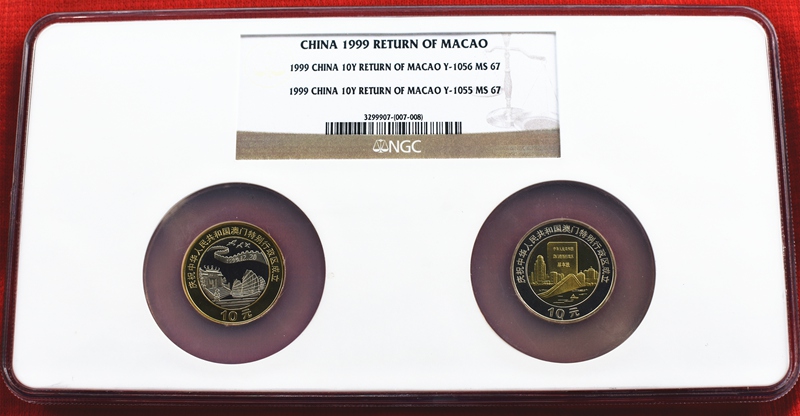 CHINA 1999 RETURN OF MACAO
1999 CHINA 10Y RETURN OF MACAO Y-1056 MS 67
1999 CHINA 10Y RETURN OF MACAO Y-1055 MS 67
3299907-(007-008)
NGC
庆祝中华人民共和国澳门特别行政区成立
10元
庆祝中华人民共和国澳门特别行政区成立
10元